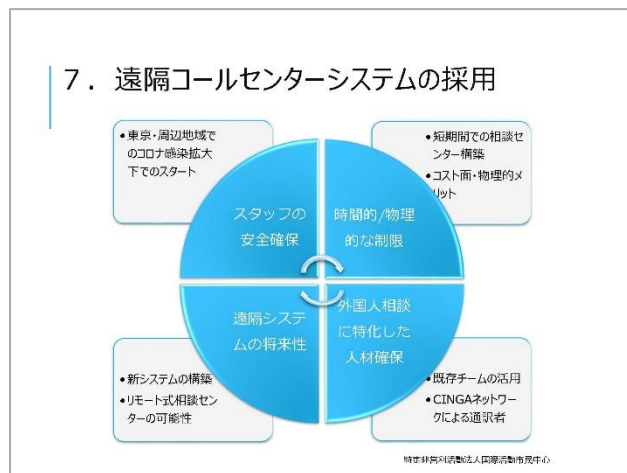 ７．遠隔コールセンターシステムの採用
•東京・周辺地域で
のコロナ感染拡大
下でのスタート
•短期間での相談セ
ンター構築
•コスト面・物理的メ
リット
スタッフの
安全確保
時間的/物理
的な制限
遠隔システ
ムの将来性
外国人相談
に特化した
人材確保
•新システムの構築
•リモート式相談セン
ターの可能性
•既存チームの活用
•CINGAネットワー
クによる通訳者
特定非営利活動法人国際活動市民中心